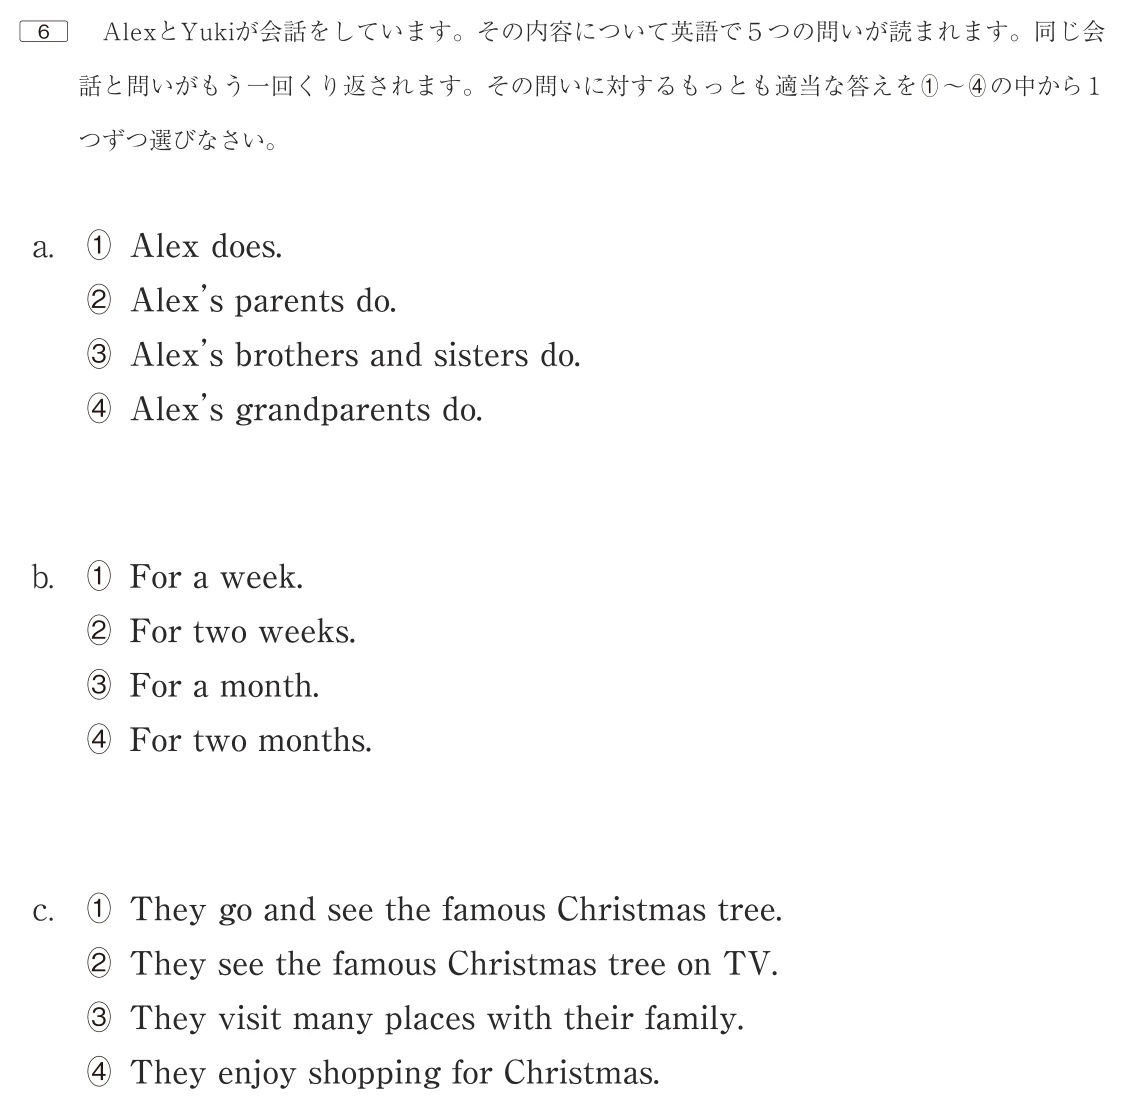 6 AlexとYukiが会話をしています。その内容について英語で５つの問いが読まれます。同じ会
話と問いがもう一回くり返されます。その問いに対するもっとも適当な答えを①～④の中から１
つずつ選びなさい。
a. ① Alex does.
② Alex’s parents do.
③ Alex’s brothers and sisters do.
④ Alex’s grandparents do.
b. ① For a week.
② For two weeks.
③ For a month.
④ For two months.
c. ① They go and see the famous Christmas tree.
② They see the famous Christmas tree on TV.
③ They visit many places with their family.
④ They enjoy shopping for Christmas.